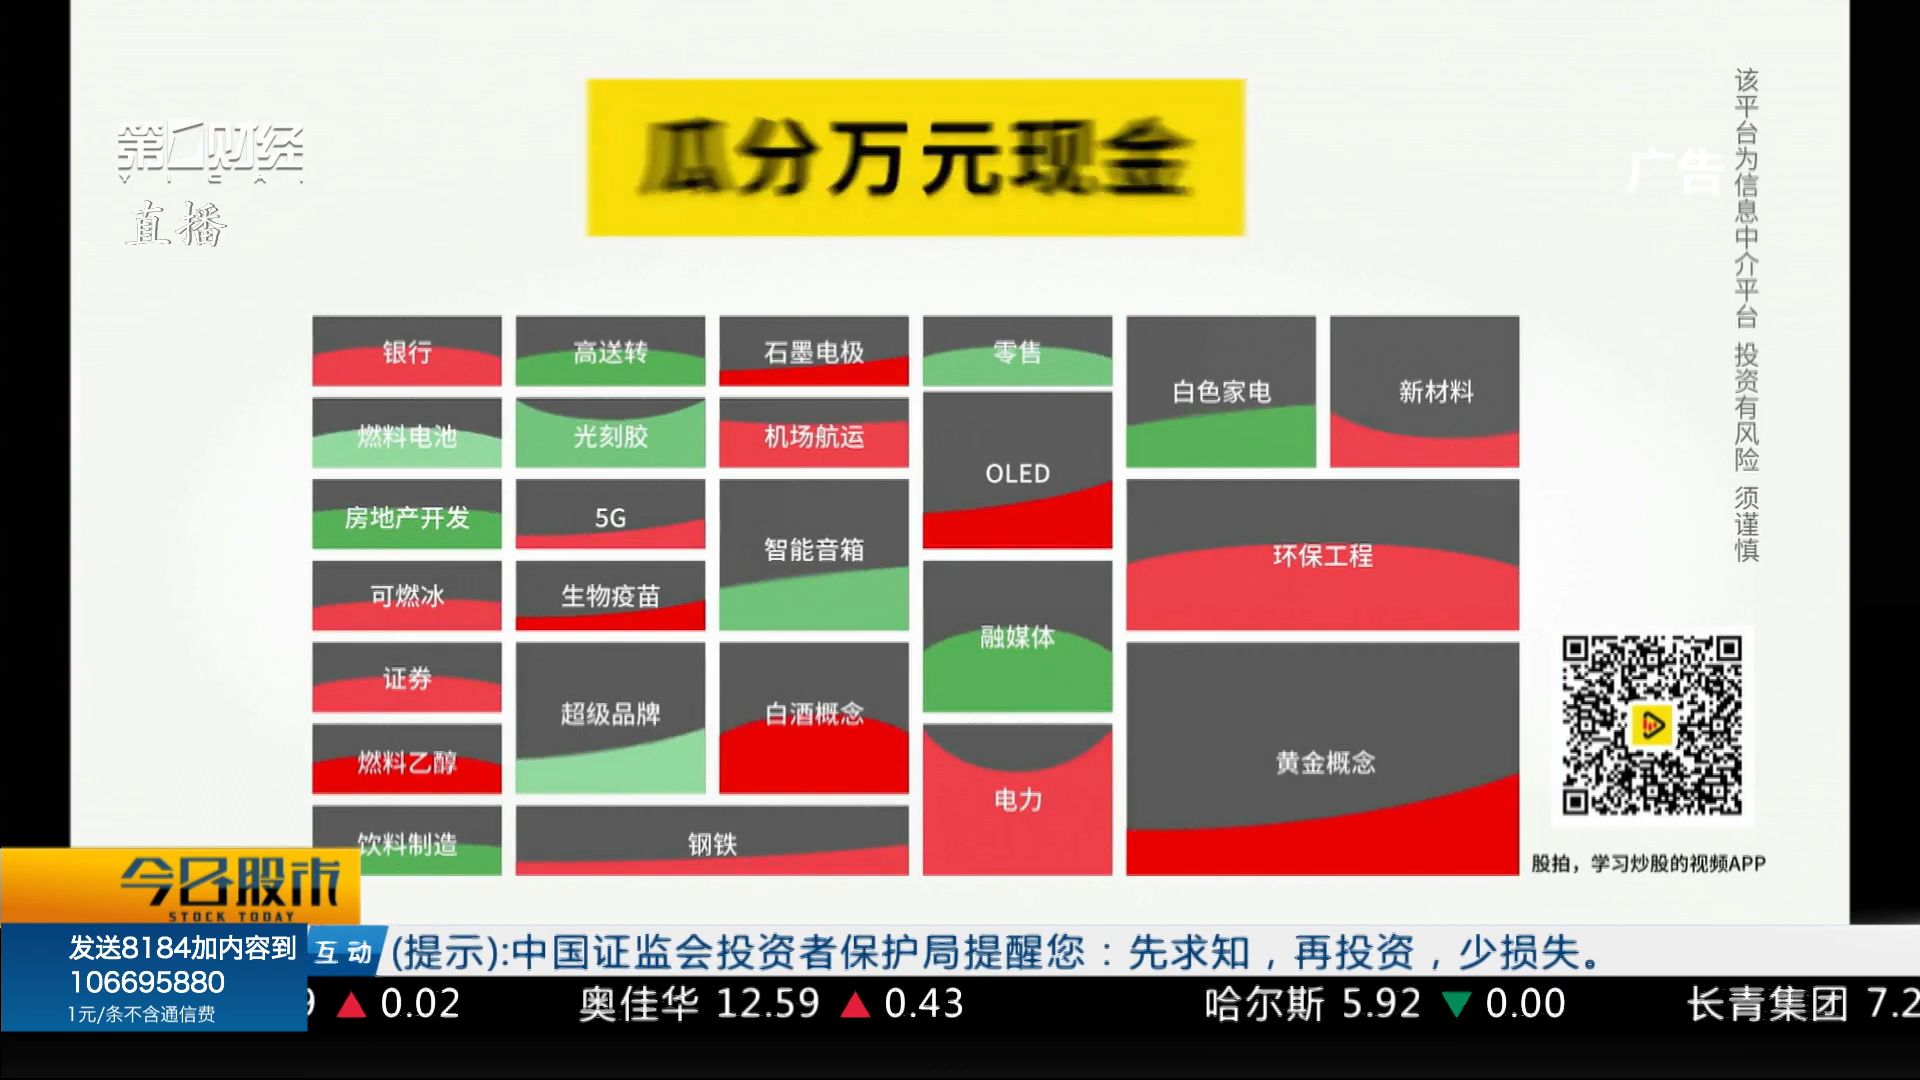 瓜分万元现金
第一财经
YICAI
直播
广告
该平台为信息中介平台 投资有风险 须谨慎
银行
高送转
石墨电极
零售
白色家电
新材料
燃料电池
光刻胶
机场航运
OLED
房地产开发
5G
智能音箱
环保工程
可燃冰
生物疫苗
融媒体
证券
超级品牌
白酒概念
黄金概念
燃料乙醇
电力
饮料制造
钢铁
股拍，学习炒股的视频APP
今日股市
STOCK TODAY
发送8184加内容到
106695880
1元/条不含通信费
互动
(提示):中国证监会投资者保护局提醒您：先求知，再投资，少损失。
9 ▲ 0.02 奥佳华 12.59 ▲ 0.43 哈尔斯 5.92 ▼ 0.00 长青集团 7.2